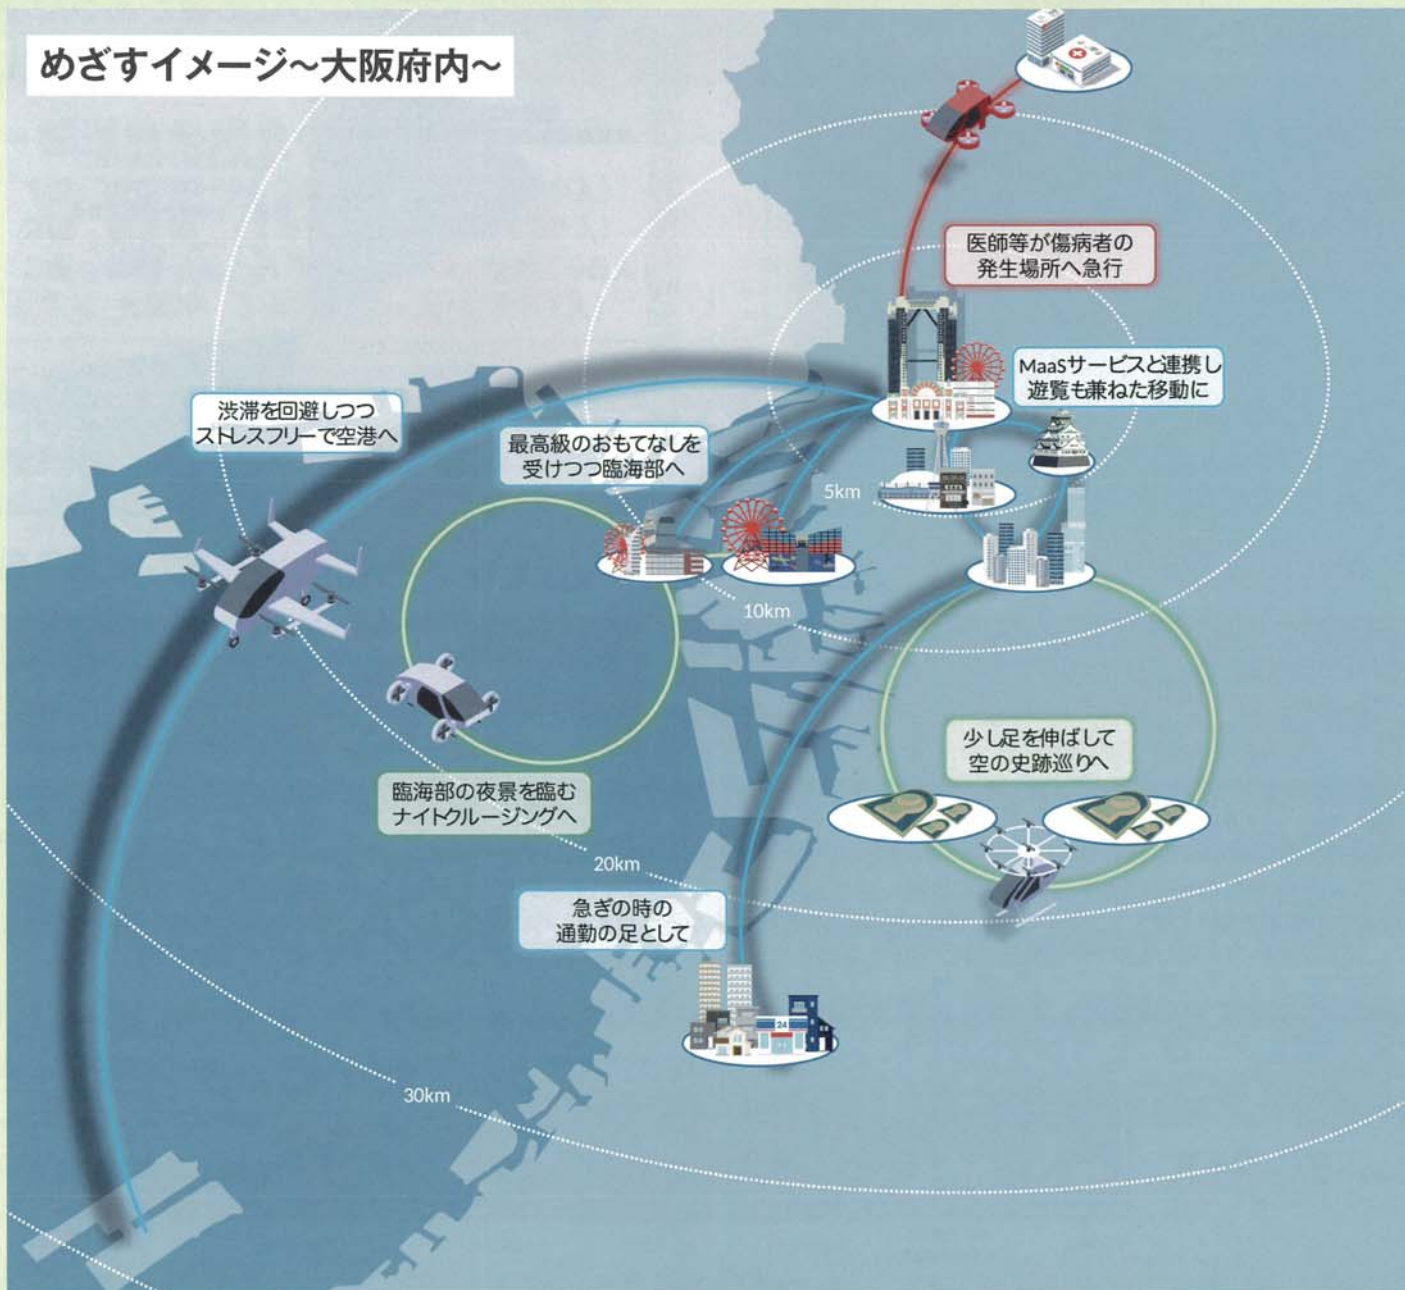 めざすイメージ～大阪府内～
医師等が傷病者の
発生場所へ急行
MaaSサービスと連携し
遊覧も兼ねた移動に
渋滞を回避しつつ
ストレスフリーで空港へ
最高級のおもてなしを
受けつつ臨海部へ
5km
10km
少し足を伸ばして
空の史跡巡りへ
臨海部の夜景を臨む
ナイトクルージングへ
20km
急ぎの時の
通勤の足として
24
30km